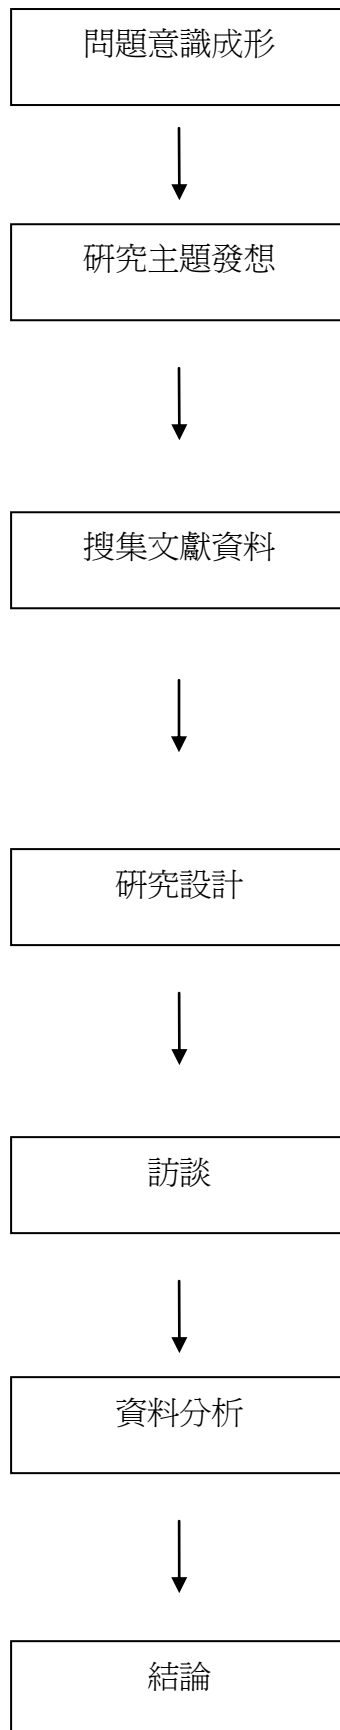 問題意識成形
研究主題發想
搜集文獻資料
研究設計
訪談
資料分析
結論